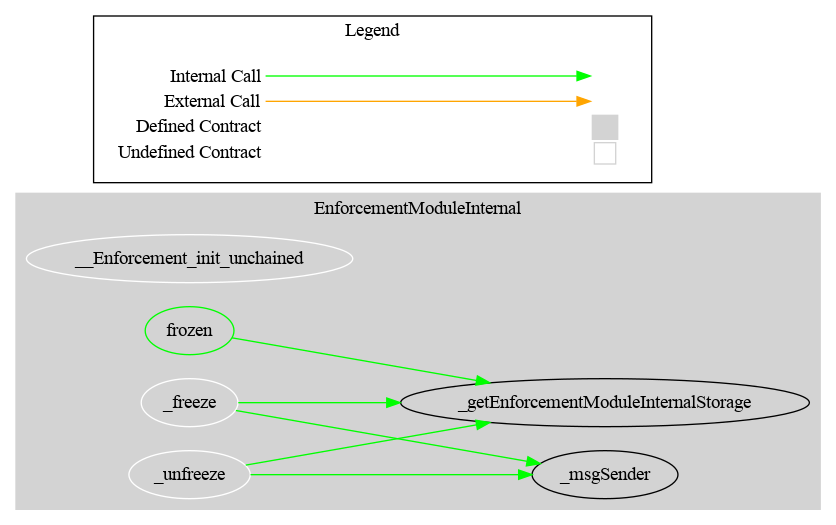 Legend
Internal Call
External Call
Defined Contract
Undefined Contract
EnforcementModuleInternal
__Enforcement_init_unchained
frozen
_freeze
_getEnforcementModuleInternalStorage
_unfreeze
_msgSender